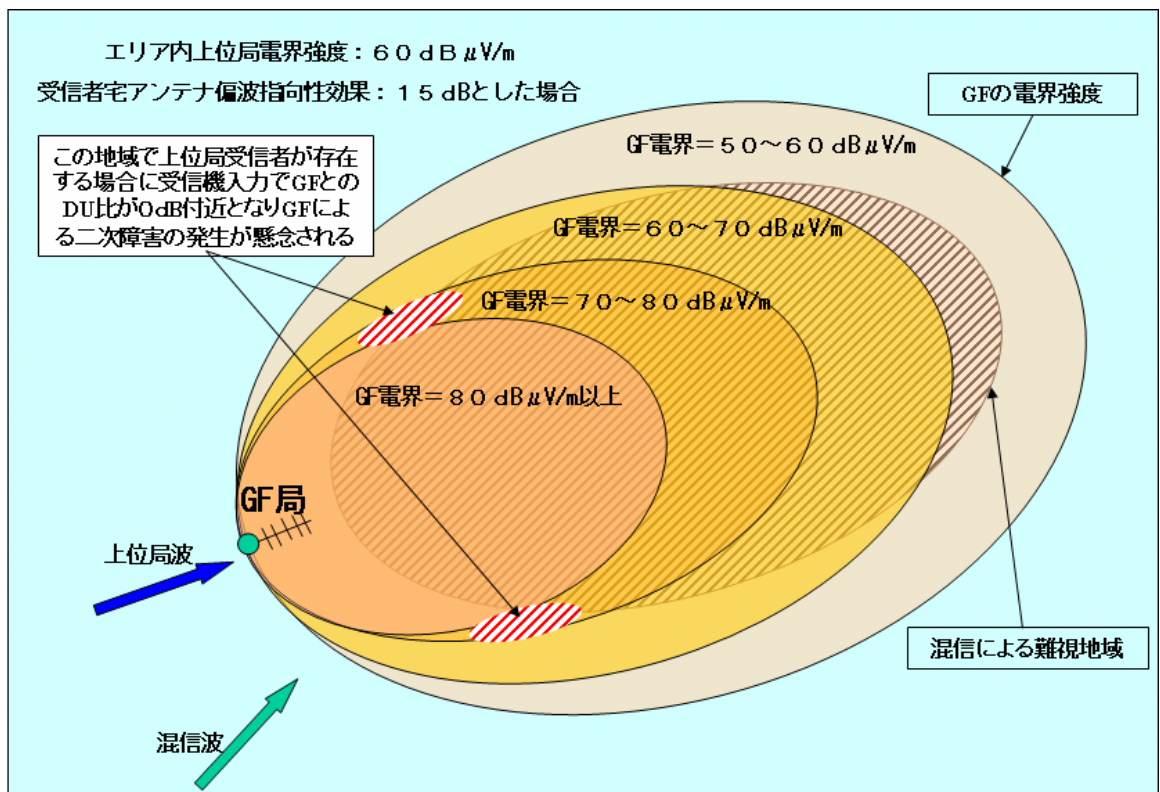 エリア内上位局電界強度：６０ｄＢμV/m
受信者宅アンテナ偏波指向性効果：１５dBとした場合
GFの電界強度
GF電界＝５０～６０dBμV/m
この地域で上位局受信者が存在
する場合に受信機入力でGFとの
DU比が0dB付近となりGFによ
る二次障害の発生が懸念される
GF電界＝６０～７０dBμV/m
GF電界＝７０～８０dBμV/m
GF電界＝８０dBμV/m以上
GF局
上位局波
混信による難視地域
混信波